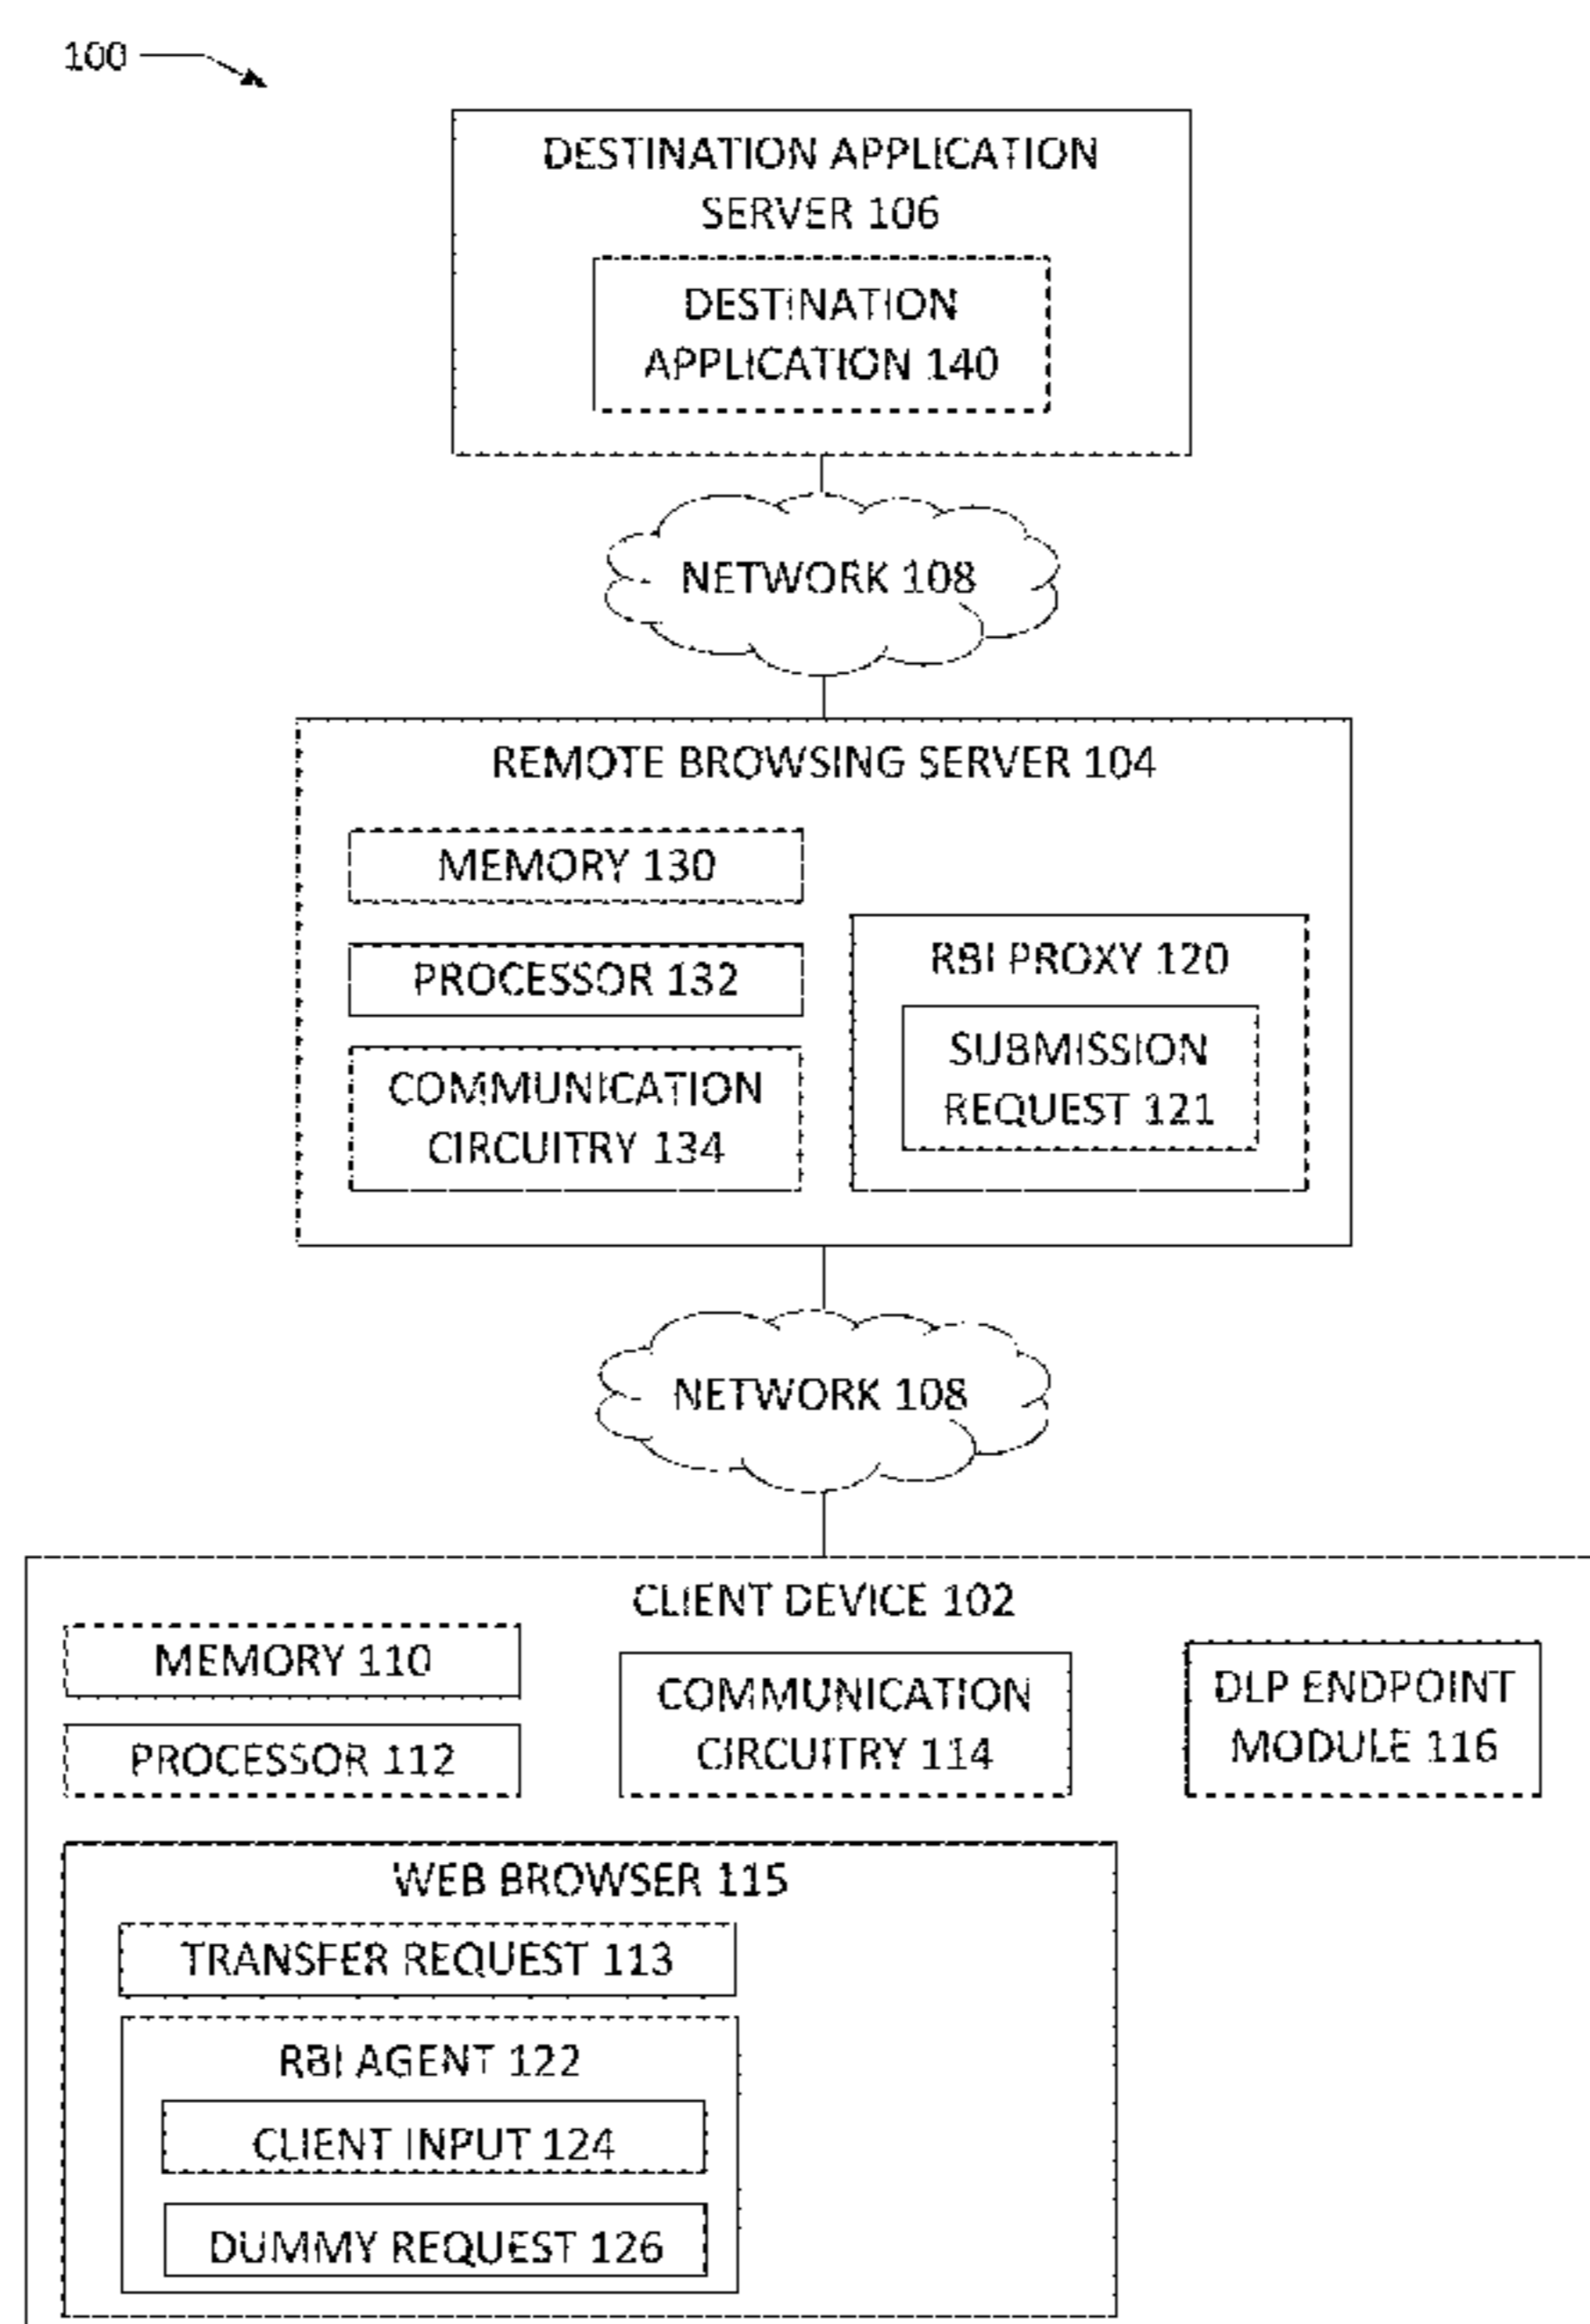 100
DESTINATION APPLICATION
SERVER 106
DESTINATION
APPLICATION 140
NETWORK 108
REMOTE BROWSING SERVER 104
MEMORY 130
PROCESSOR 132
COMMUNICATION
CIRCUITRY 134
RBI PROXY 120
SUBMISSION
REQUEST 121
NETWORK 108
CLIENT DEVICE 102
MEMORY 110
PROCESSOR 112
COMMUNICATION
CIRCUITRY 114
DLP ENDPOINT
MODULE 116
WEB BROWSER 115
TRANSFER REQUEST 113
RBI AGENT 122
CLIENT INPUT 124
DUMMY REQUEST 126